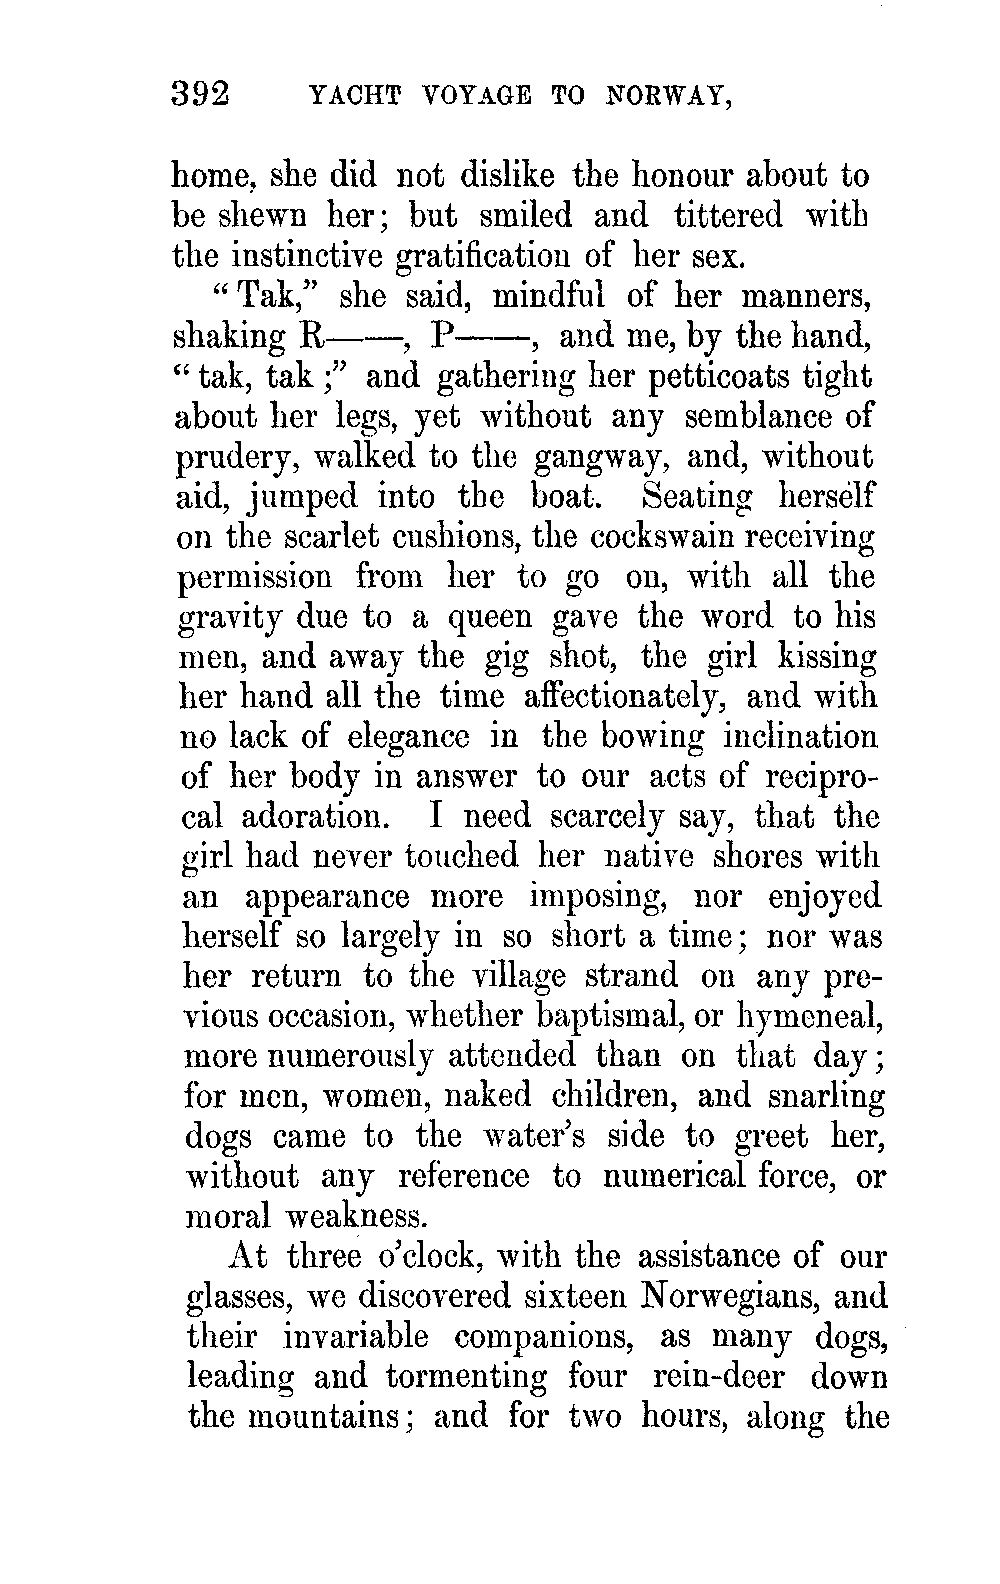 392 YACHT VOYAGE TO NORWAY,
home, she did not dislike the honour about to
be shewn her; but smiled and tittered with
the instinctive gratification of her sex.
“Tak,” she said, mindful of her manners,
shaking R——, P——, and me, by the hand,
“tak, tak;” and gathering her petticoats tight
about her legs, yet without any semblance of
prudery, walked to the gangway, and, without
aid, jumped into the boat. Seating herself
on the scarlet cushions, the cockswain receiving
permission from her to go on, with all the
gravity due to a queen gave the word to his
men, and away the gig shot, the girl kissing
her hand all the time affectionately, and with
no lack of elegance in the bowing inclination
of her body in answer to our acts of recipro-
cal adoration. I need scarcely say, that the
girl had never touched her native shores with
an appearance more imposing, nor enjoyed
herself so largely in so short a time; nor was
her return to the village strand on any pre-
vious occasion, whether baptismal, or hymeneal,
more numerously attended than on that day;
for men, women, naked children, and snarling
dogs came to the water’s side to greet her,
without any reference to numerical force, or
moral weakness.
At three o’clock, with the assistance of our
glasses, we discovered sixteen Norwegians, and
their invariable companions, as many dogs,
leading and tormenting four rein-deer down
the mountains; and for two hours, along the